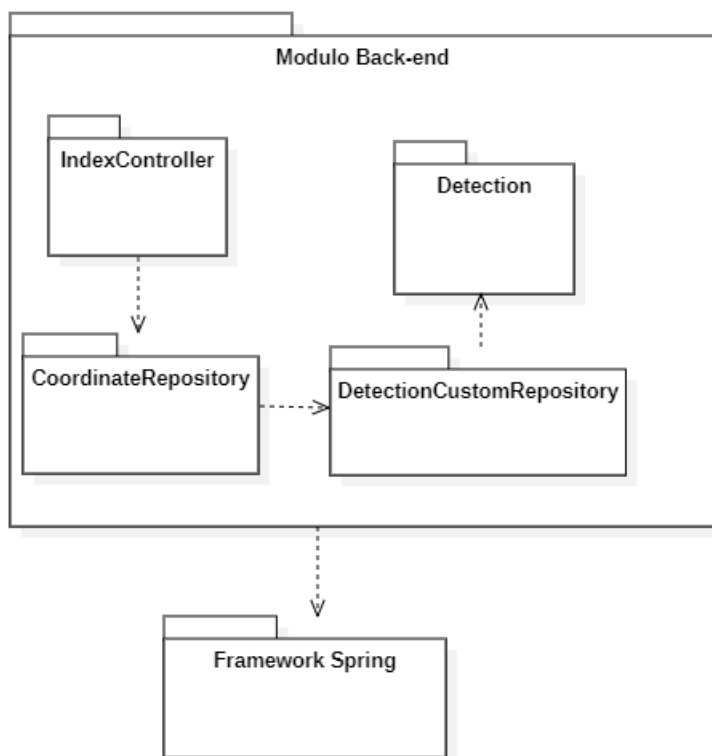 Modulo Back-end
IndexController
Detection
CoordinateRepository
DetectionCustomRepository
Framework Spring